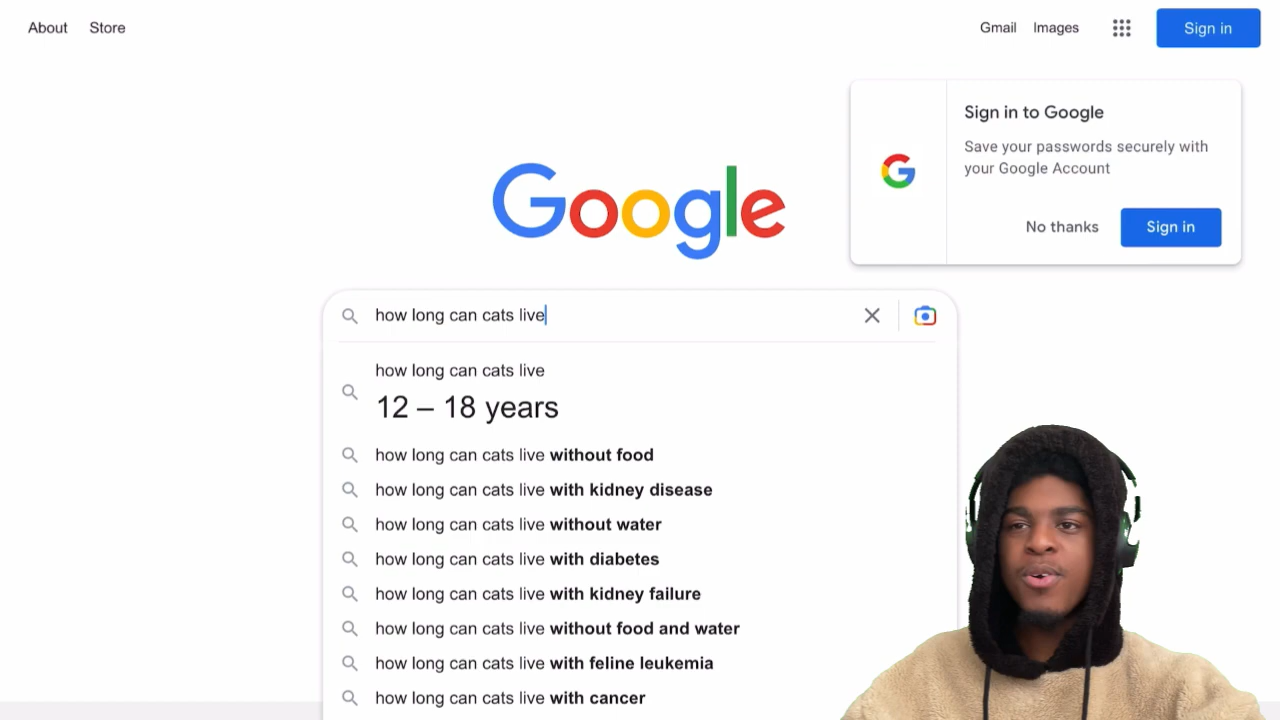 About Store
Gmail Images Sign in
Sign in to Google
Save your passwords securely with
your Google Account
No thanks Sign in
Google
how long can cats live
how long can cats live
12 – 18 years
how long can cats live without food
how long can cats live with kidney disease
how long can cats live without water
how long can cats live with diabetes
how long can cats live with kidney failure
how long can cats live without food and water
how long can cats live with feline leukemia
how long can cats live with cancer